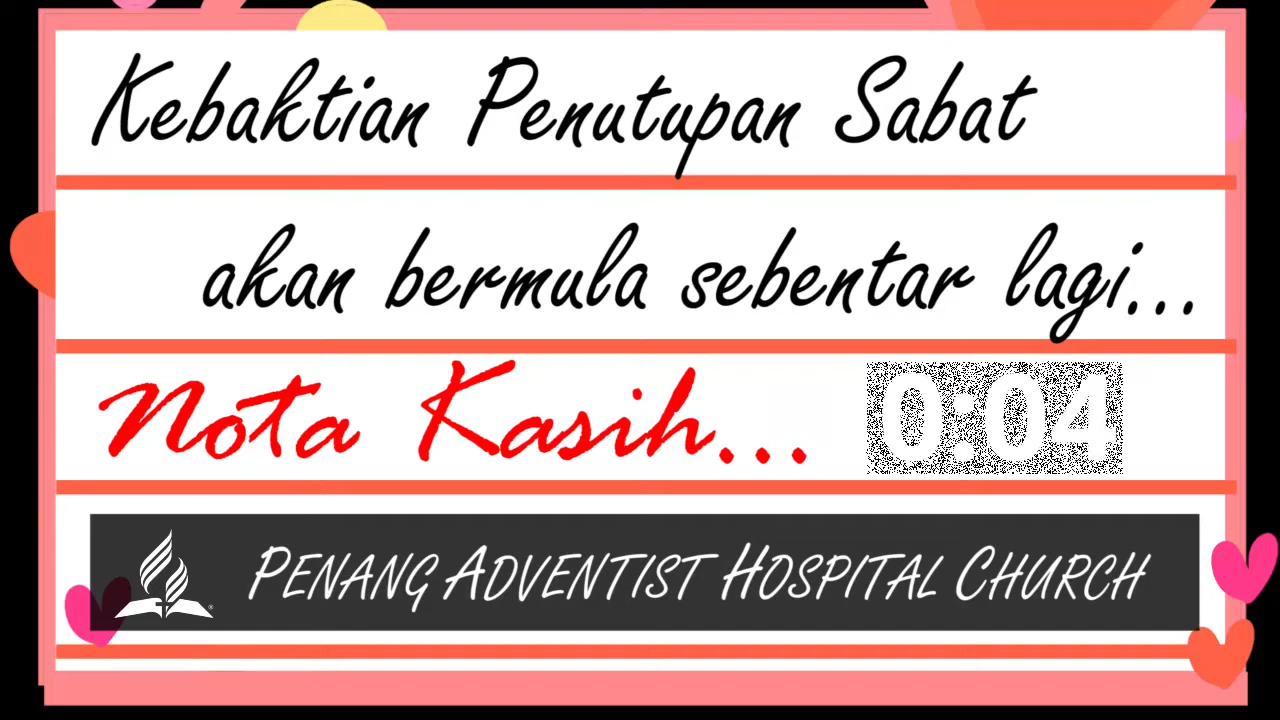 Kebaktian Penutupan Sabat
akan bermula sebentar lagi...
Nota Kasih... 0:04
PENANG ADVENTIST HOSPITAL CHURCH